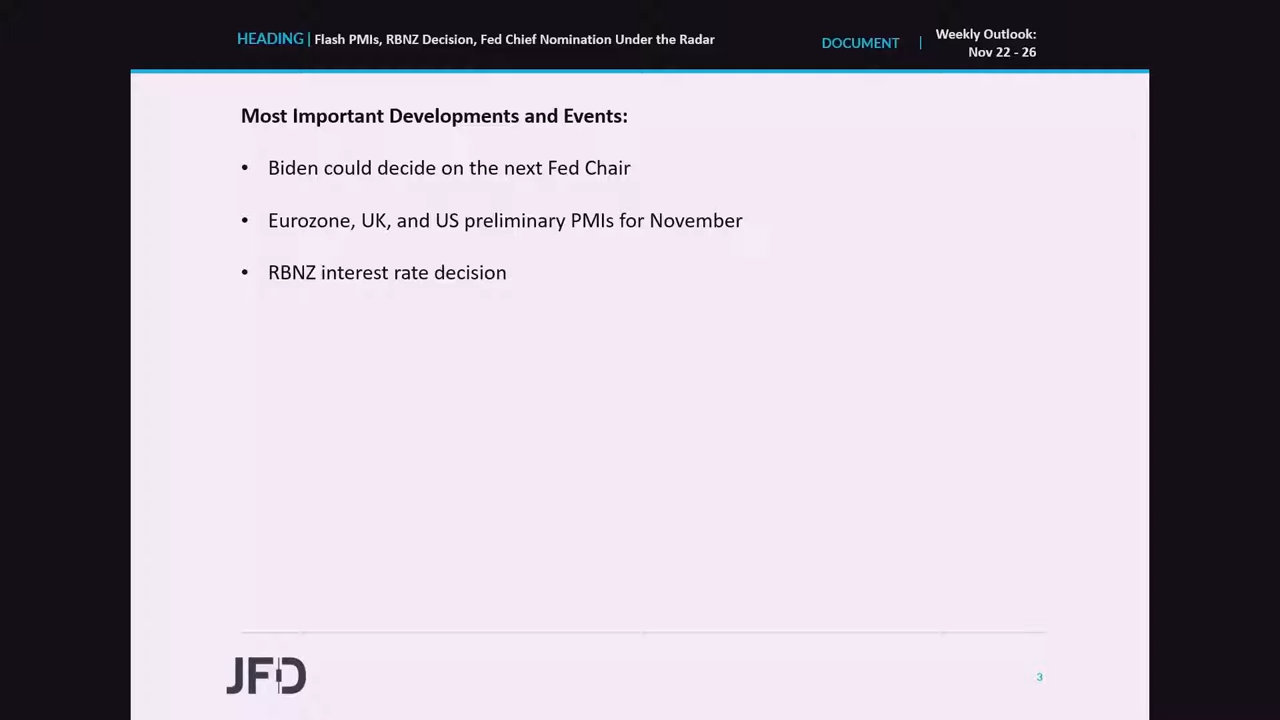 HEADING | Flash PMIs, RBNZ Decision, Fed Chief Nomination Under the Radar
DOCUMENT | Weekly Outlook:
Nov 22 - 26
Most Important Developments and Events:
• Biden could decide on the next Fed Chair
• Eurozone, UK, and US preliminary PMIs for November
• RBNZ interest rate decision
JFD
3